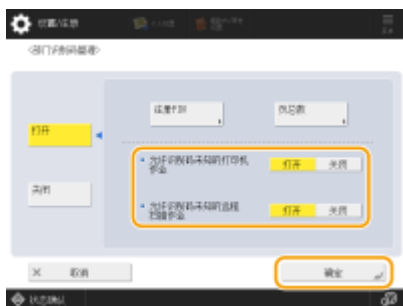 设置/注册
<部门识别码管理>
注册PIN
页总数
打开
允许识别码未知的打印机
作业
打开 关闭
关闭
允许识别码未知的远程
扫描作业
打开 关闭
× 取消
确定
状态确认